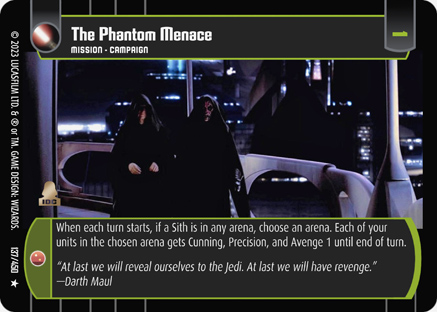 The Phantom Menace
MISSION - CAMPAIGN
When each turn starts, if a Sith is in any arena, choose an arena. Each of your
units in the chosen arena gets Cunning, Precision, and Avenge 1 until end of turn.
"At last we will reveal ourselves to the Jedi. At last we will have revenge."
—Darth Maul
© 2023 LUCASFILM LTD. & ® or TM. GAME DESIGN: WIZARDS.
127/450